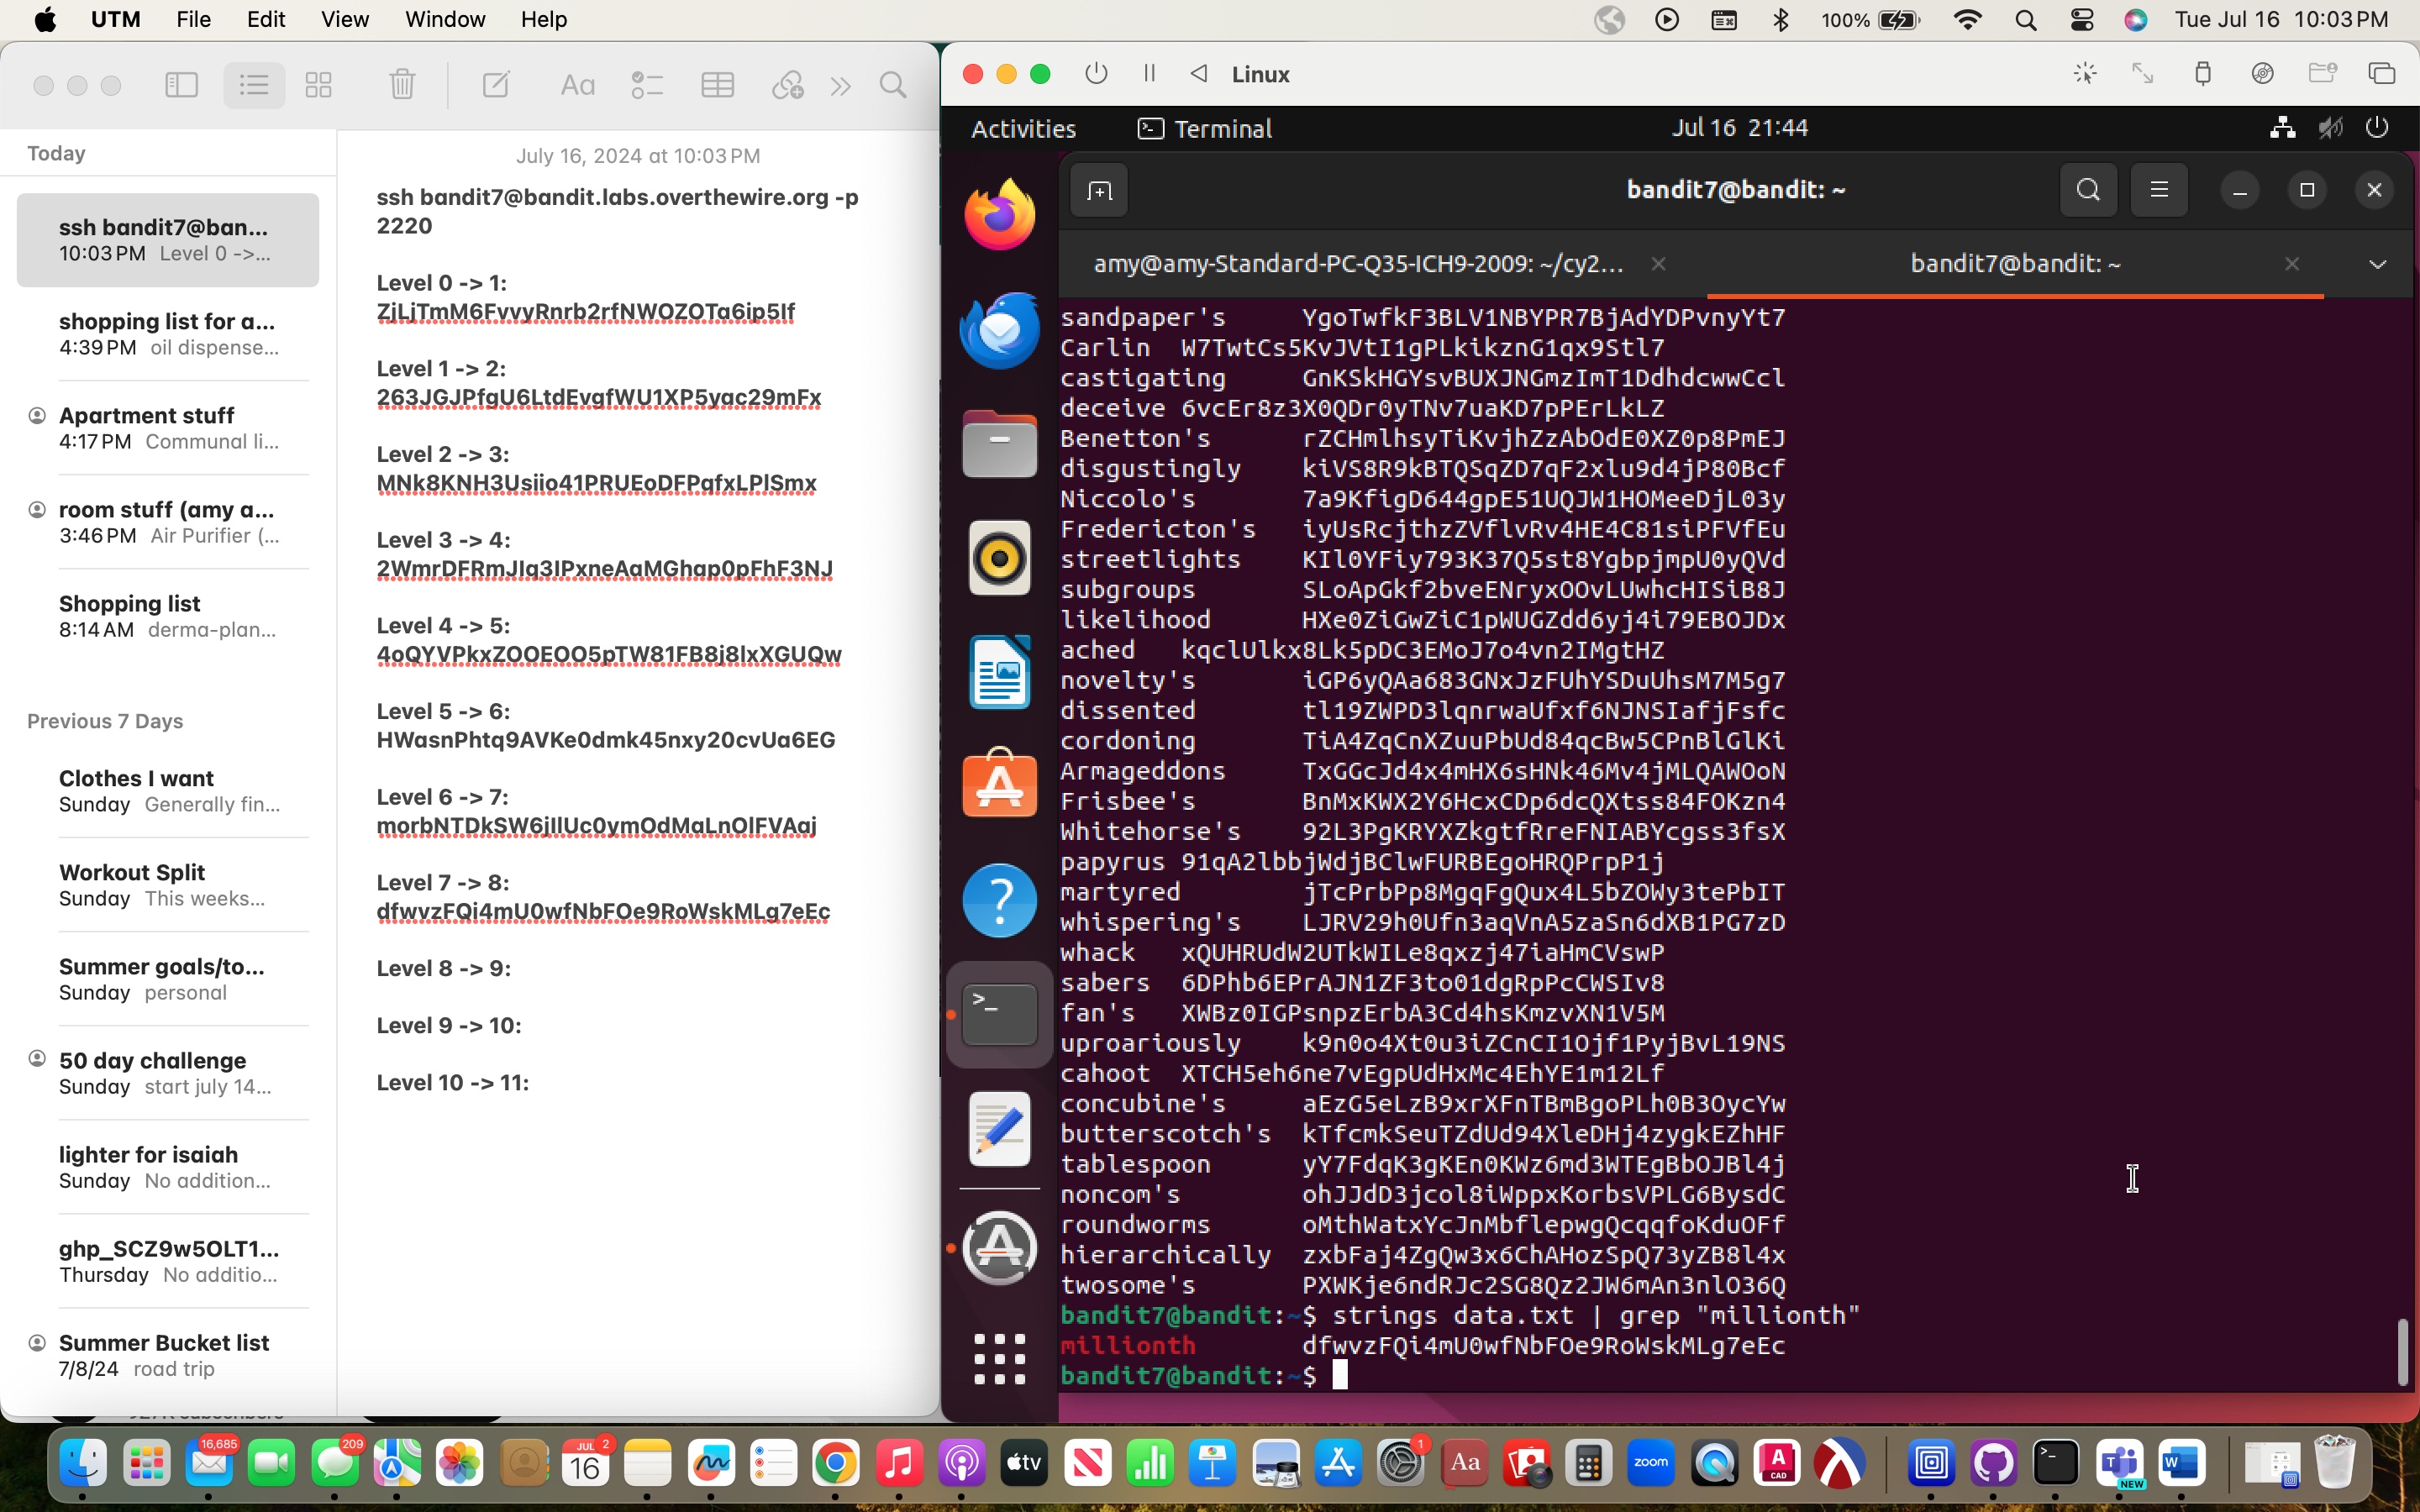 UTM File Edit View Window Help
100% Tue Jul 16 10:03 PM
Aa
Today
ssh bandit7@ban...
10:03 PM Level 0 ->...
shopping list for a...
4:39 PM oil dispense...
Apartment stuff
4:17 PM Communal li...
room stuff (amy a...
3:46 PM Air Purifier (...
Shopping list
8:14 AM derma-plan...
Previous 7 Days
Clothes I want
Sunday Generally fin...
Workout Split
Sunday This weeks...
Summer goals/to...
Sunday personal
50 day challenge
Sunday start july 14...
lighter for isaiah
Sunday No addition...
ghp_SCZ9w5OLT1...
Thursday No additio...
Summer Bucket list
7/8/24 road trip
July 16, 2024 at 10:03 PM
ssh bandit7@bandit.labs.overthewire.org -p
2220
Level 0 -> 1:
ZjLjTmM6FvvyRnrb2rfNWOZOTa6ip5If
Level 1 -> 2:
263JGJPfgU6LtdEvgfWU1XP5yac29mFx
Level 2 -> 3:
MNk8KNH3Usiio41PRUEoDFPqfxLPlSmx
Level 3 -> 4:
2WmrDFRmJIq3IPxneAaMGhap0pFhF3NJ
Level 4 -> 5:
4oQYVPkxZOOEOO5pTW81FB8j8lxXGUQw
Level 5 -> 6:
HWasnPhtq9AVKe0dmk45nxy20cvUa6EG
Level 6 -> 7:
morbNTDkSW6jIlUc0ymOdMaLnOlFVAaj
Level 7 -> 8:
dfwvzFQi4mU0wfNbFOe9RoWskMLg7eEc
Level 8 -> 9:
Level 9 -> 10:
Level 10 -> 11:
Linux
Activities Terminal Jul 16 21:44
bandit7@bandit: ~
amy@amy-Standard-PC-Q35-ICH9-2009: ~/cy2... bandit7@bandit: ~
sandpaper's YgoTwfkF3BLV1NBYPR7BjAdYDPvnyYt7
Carlin W7TwtCs5KvJVtI1gPLkikznG1qx9Stl7
castigating GnKSkHGYsvBUXJNGmzImT1DdhdcwwCcl
deceive 6vcEr8z3X0QDr0yTNv7uaKD7pPErLkLZ
Benetton's rZCHmlhsyTiKvjhZzAbOdE0XZ0p8PmEJ
disgustingly kiVS8R9kBTQSqZD7qF2xlu9d4jP80Bcf
Niccolo's 7a9KfigD644gpE51UQJW1HOMeeDjL03y
Fredericton's iyUsRcjthzZVflvRv4HE4C81siPFVfEu
streetlights KIl0YFiy793K37Q5st8YgbpjmpU0yQVd
subgroups SLoApGkf2bveENryxOOvLUwhcHISiB8J
likelihood HXe0ZiGwZiC1pWUGZdd6yj4i79EBOJDx
ached kqclUlkx8Lk5pDC3EMoJ7o4vn2IMgtHZ
novelty's iGP6yQAa683GNxJzFUhYSDuUhsM7M5g7
dissented tl19ZWPD3lqnrwaUfxf6NJNSIafjFsfc
cordoning TiA4ZqCnXZuuPbUd84qcBw5CPnBlGlKi
Armageddons TxGGcJd4x4mHX6sHNk46Mv4jMLQAWOoN
Frisbee's BnMxKWX2Y6HcxCDp6dcQXtss84FOKzn4
Whitehorse's 92L3PgKRYXZkgtfRreFNIABYcgss3fsX
papyrus 91qA2lbbjWdjBClwFURBEgoHRQPrpP1j
martyred jTcPrbPp8MgqFgQux4L5bZOWy3tePbIT
whispering's LJRV29h0Ufn3aqVnA5zaSn6dXB1PG7zD
whack xQUHRUdW2UTkWILe8qxzj47iaHmCVswP
sabers 6DPhb6EPrAJN1ZF3to01dgRpPcCWSIv8
fan's XWBz0IGPsnpzErbA3Cd4hsKmzvXN1V5M
uproariously k9n0o4Xt0u3iZCnCI1Ojf1PyjBvL19NS
cahoot XTCH5eh6ne7vEgpUdHxMc4EhYE1m12Lf
concubine's aEzG5eLzB9xrXFnTBmBgoPLh0B3OycYw
butterscotch's kTfcmkSeuTZdUd94XleDHj4zygkEZhHF
tablespoon yY7FdqK3gKEn0KWz6md3WTEgBbOJBl4j
noncom's ohJJdD3jcol8iWppxKorbsVPLG6BysdC
roundworms oMthWatxYcJnMbflepwgQcqqfoKduOFf
hierarchically zxbFaj4ZgQw3x6ChAHozSpQ73yZB8l4x
twosome's PXWKje6ndRJc2SG8Qz2JW6mAn3nlO36Q
bandit7@bandit:~$ strings data.txt | grep "millionth"
millionth dfwvzFQi4mU0wfNbFOe9RoWskMLg7eEc
bandit7@bandit:~$
16,685 209 JUL 2 16 tv 1 Aa zoom A CAD NEW W